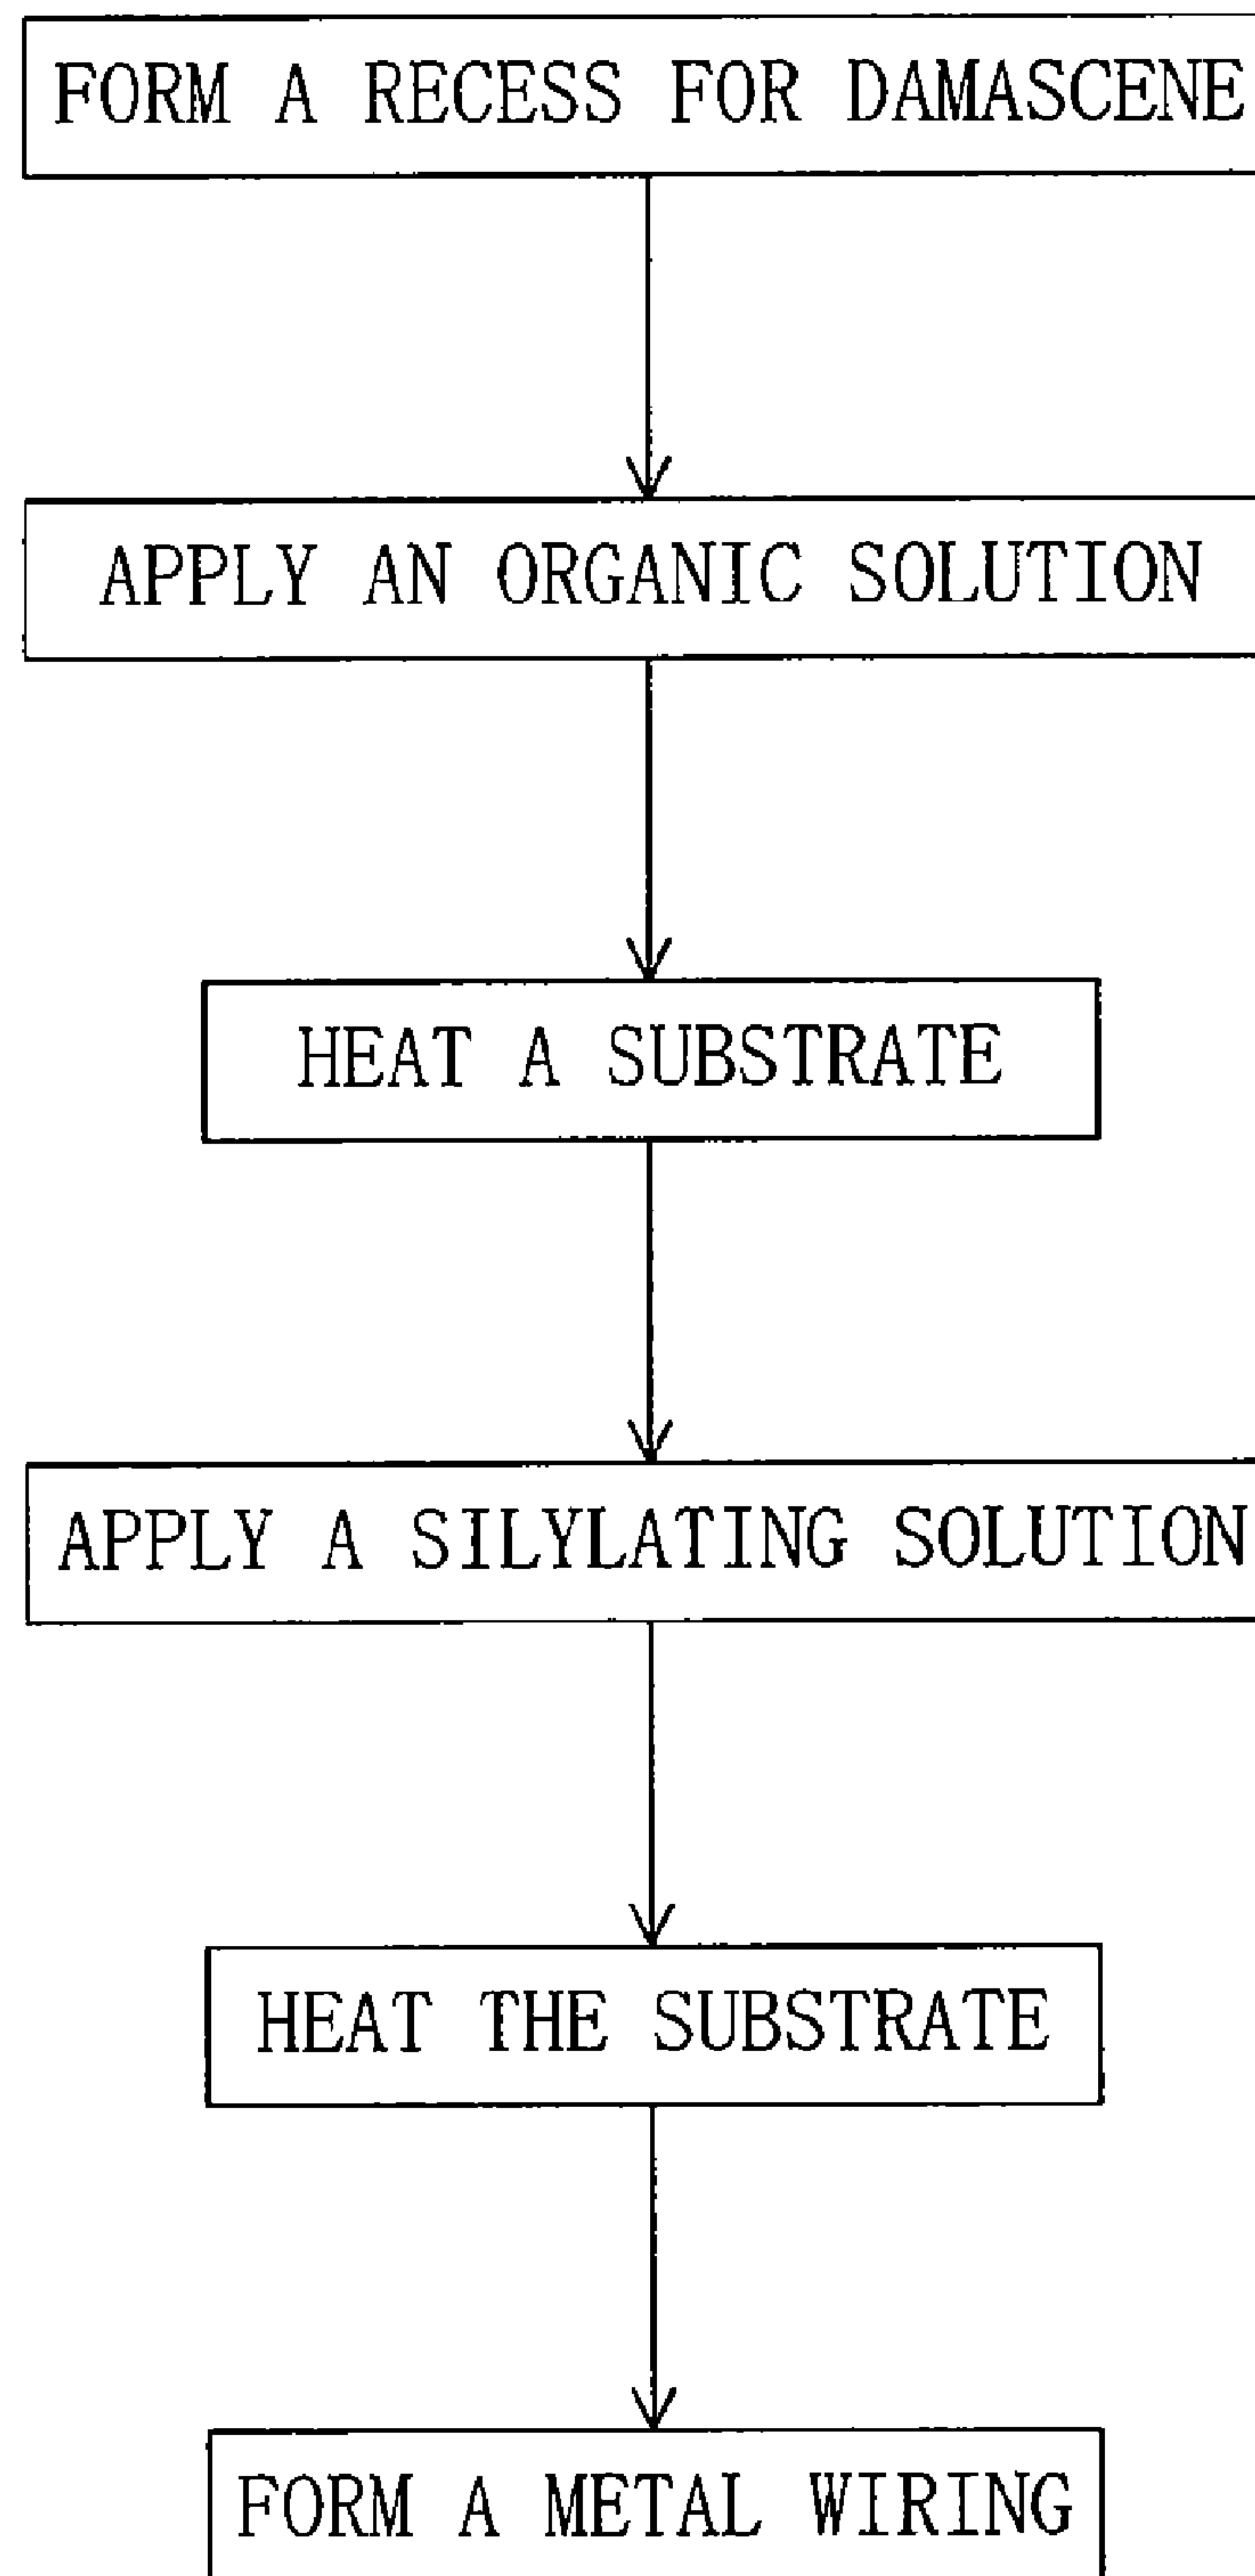 FORM A RECESS FOR DAMASCENE
APPLY AN ORGANIC SOLUTION
HEAT A SUBSTRATE
APPLY A SILYLATING SOLUTION
HEAT THE SUBSTRATE
FORM A METAL WIRING